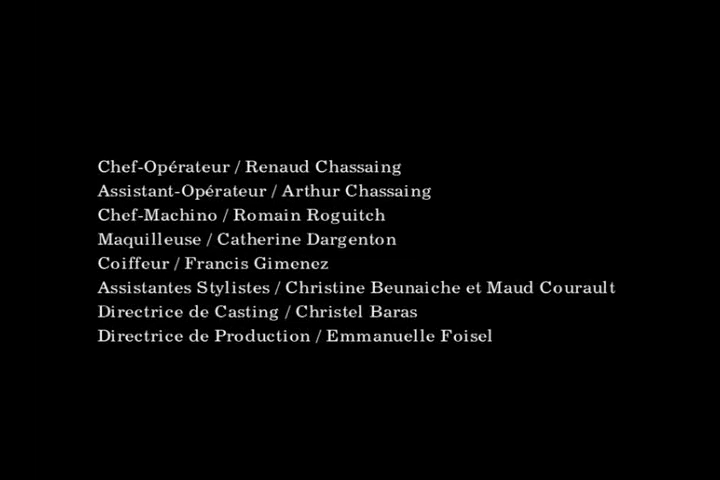 Chef-Opérateur / Renaud Chassaing
Assistant-Opérateur / Arthur Chassaing
Chef-Machino / Romain Roguitch
Maquilleuse / Catherine Dargenton
Coiffeur / Francis Gimenez
Assistantes Stylistes / Christine Beunaiche et Maud Courault
Directrice de Casting / Christel Baras
Directrice de Production / Emmanuelle Foisel